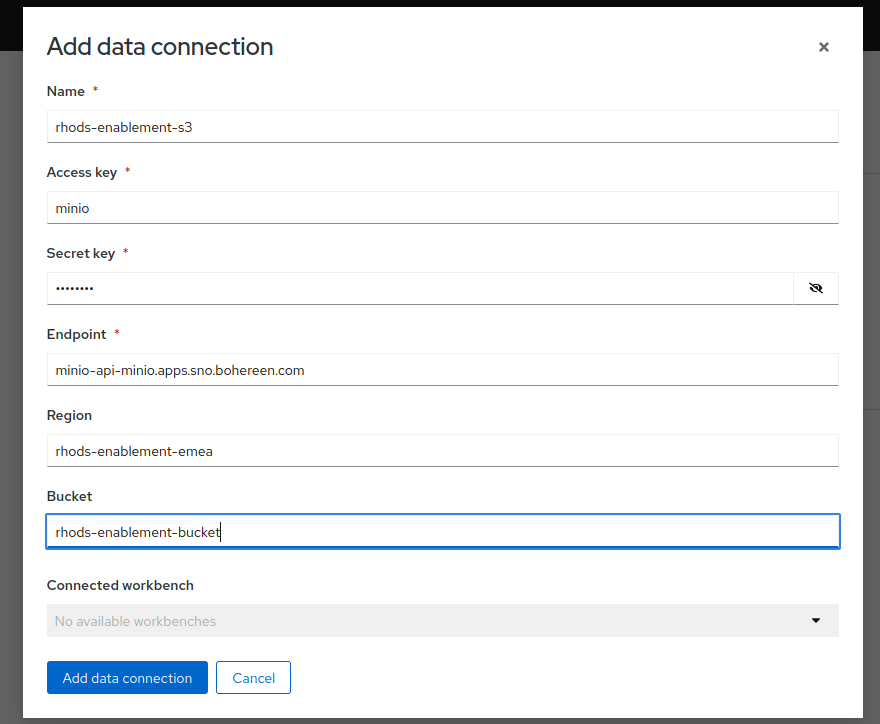 Add data connection
Name *
rhods-enablement-s3
Access key *
minio
Secret key *
••••••••
Endpoint *
minio-api-minio.apps.sno.bohereen.com
Region
rhods-enablement-emea
Bucket
rhods-enablement-bucket
Connected workbench
No available workbenches
Add data connection Cancel